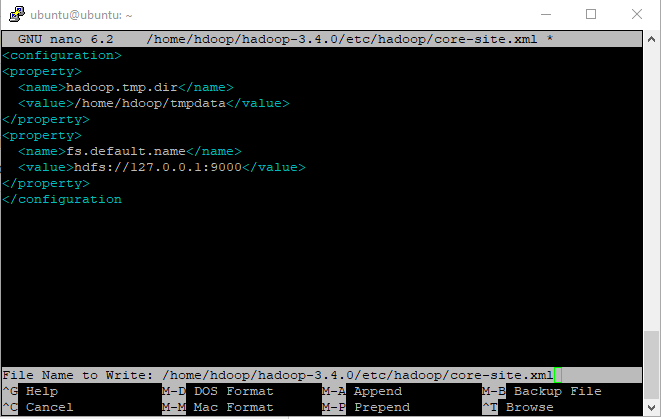 ubuntu@ubuntu: ~
GNU nano 6.2    /home/hdoop/hadoop-3.4.0/etc/hadoop/core-site.xml *
<configuration>
<property>
  <name>hadoop.tmp.dir</name>
  <value>/home/hdoop/tmpdata</value>
</property>
<property>
  <name>fs.default.name</name>
  <value>hdfs://127.0.0.1:9000</value>
</property>
</configuration
File Name to Write: /home/hdoop/hadoop-3.4.0/etc/hadoop/core-site.xml
^G Help             M-D DOS Format      M-A Append          M-B Backup File
^C Cancel           M-M Mac Format      M-P Prepend         ^T Browse